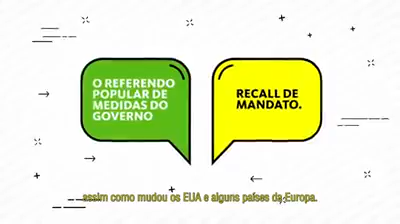 O REFERENDO
POPULAR DE
MEDIDAS DO
GOVERNO
RECALL DE
MANDATO.
assim como mudou os EUA e alguns países da Europa.